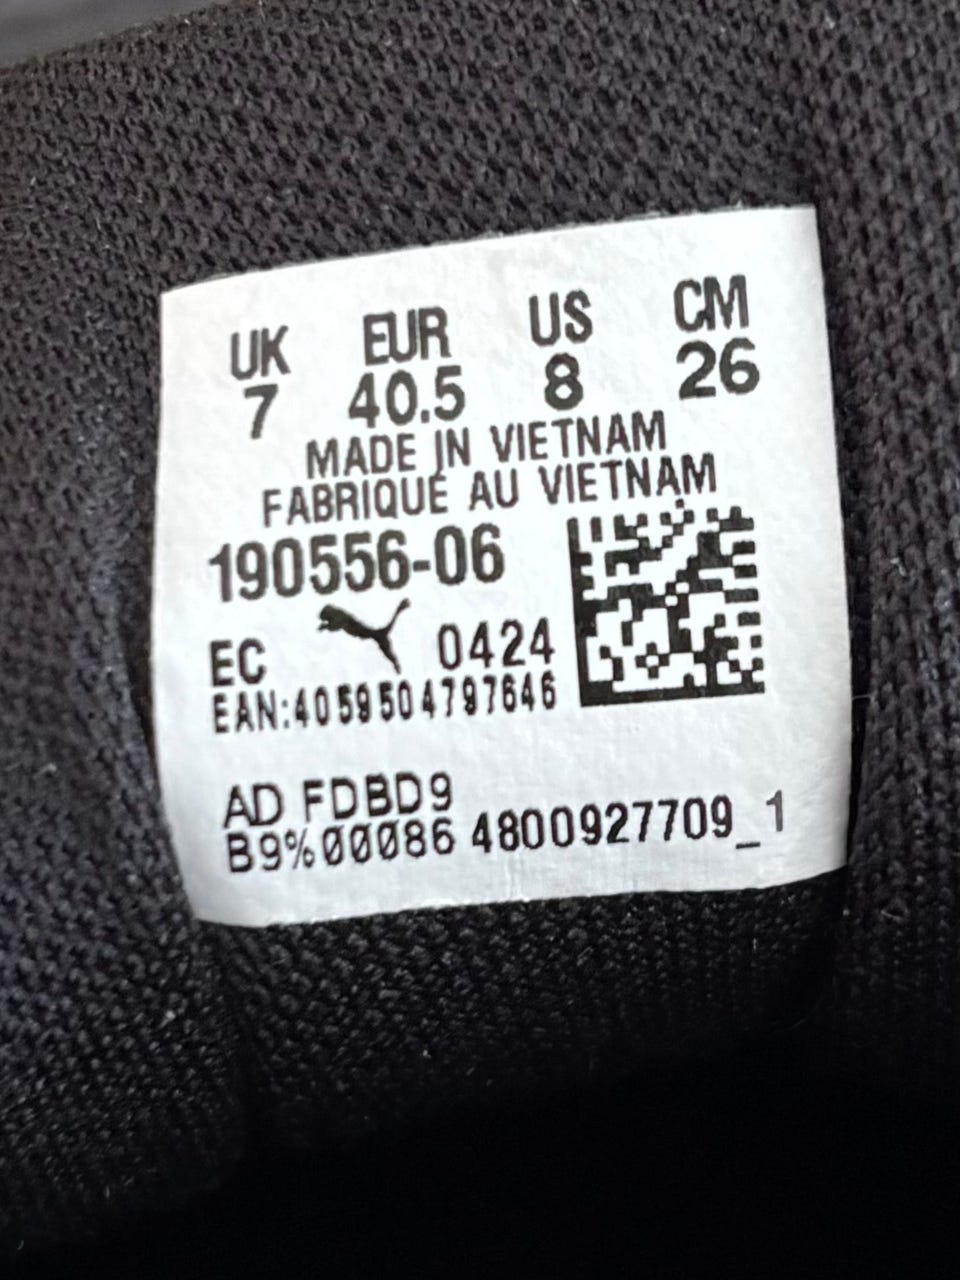 UK EUR US CM
7 40.5 8 26
MADE IN VIETNAM
FABRIQUÉ AU VIETNAM
190556-06
EC 0424
EAN:4059504797646
AD FDBD9
B9%00086 4800927709_1